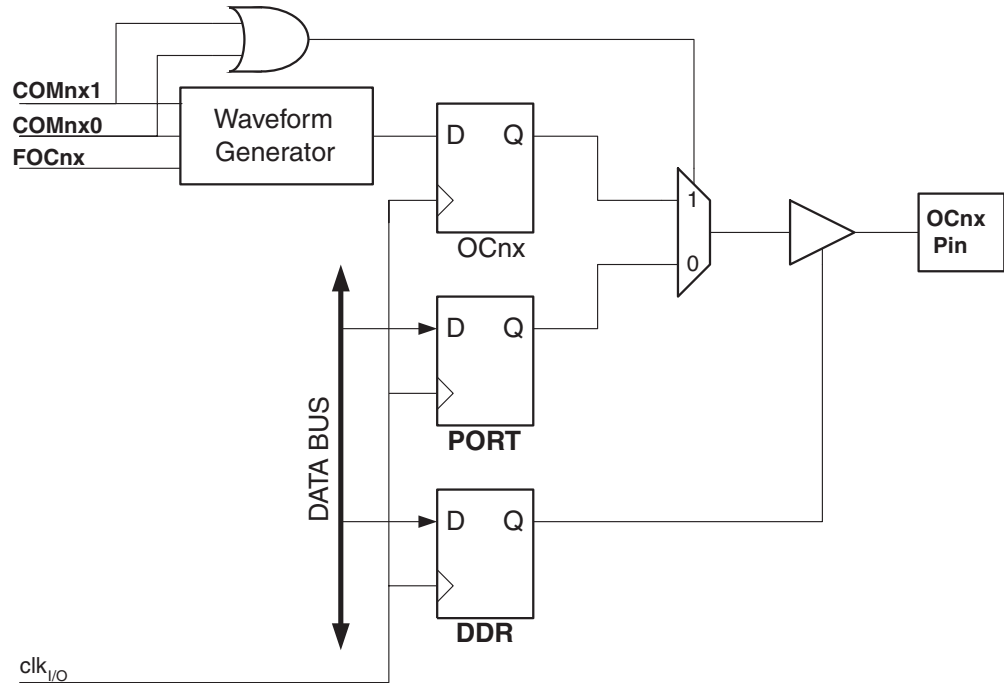 COMnx1
COMnx0
FOCnx
Waveform
Generator
D Q
OCnx
1
0
OCnx
Pin
D Q
PORT
DATA BUS
D Q
DDR
clkI/O